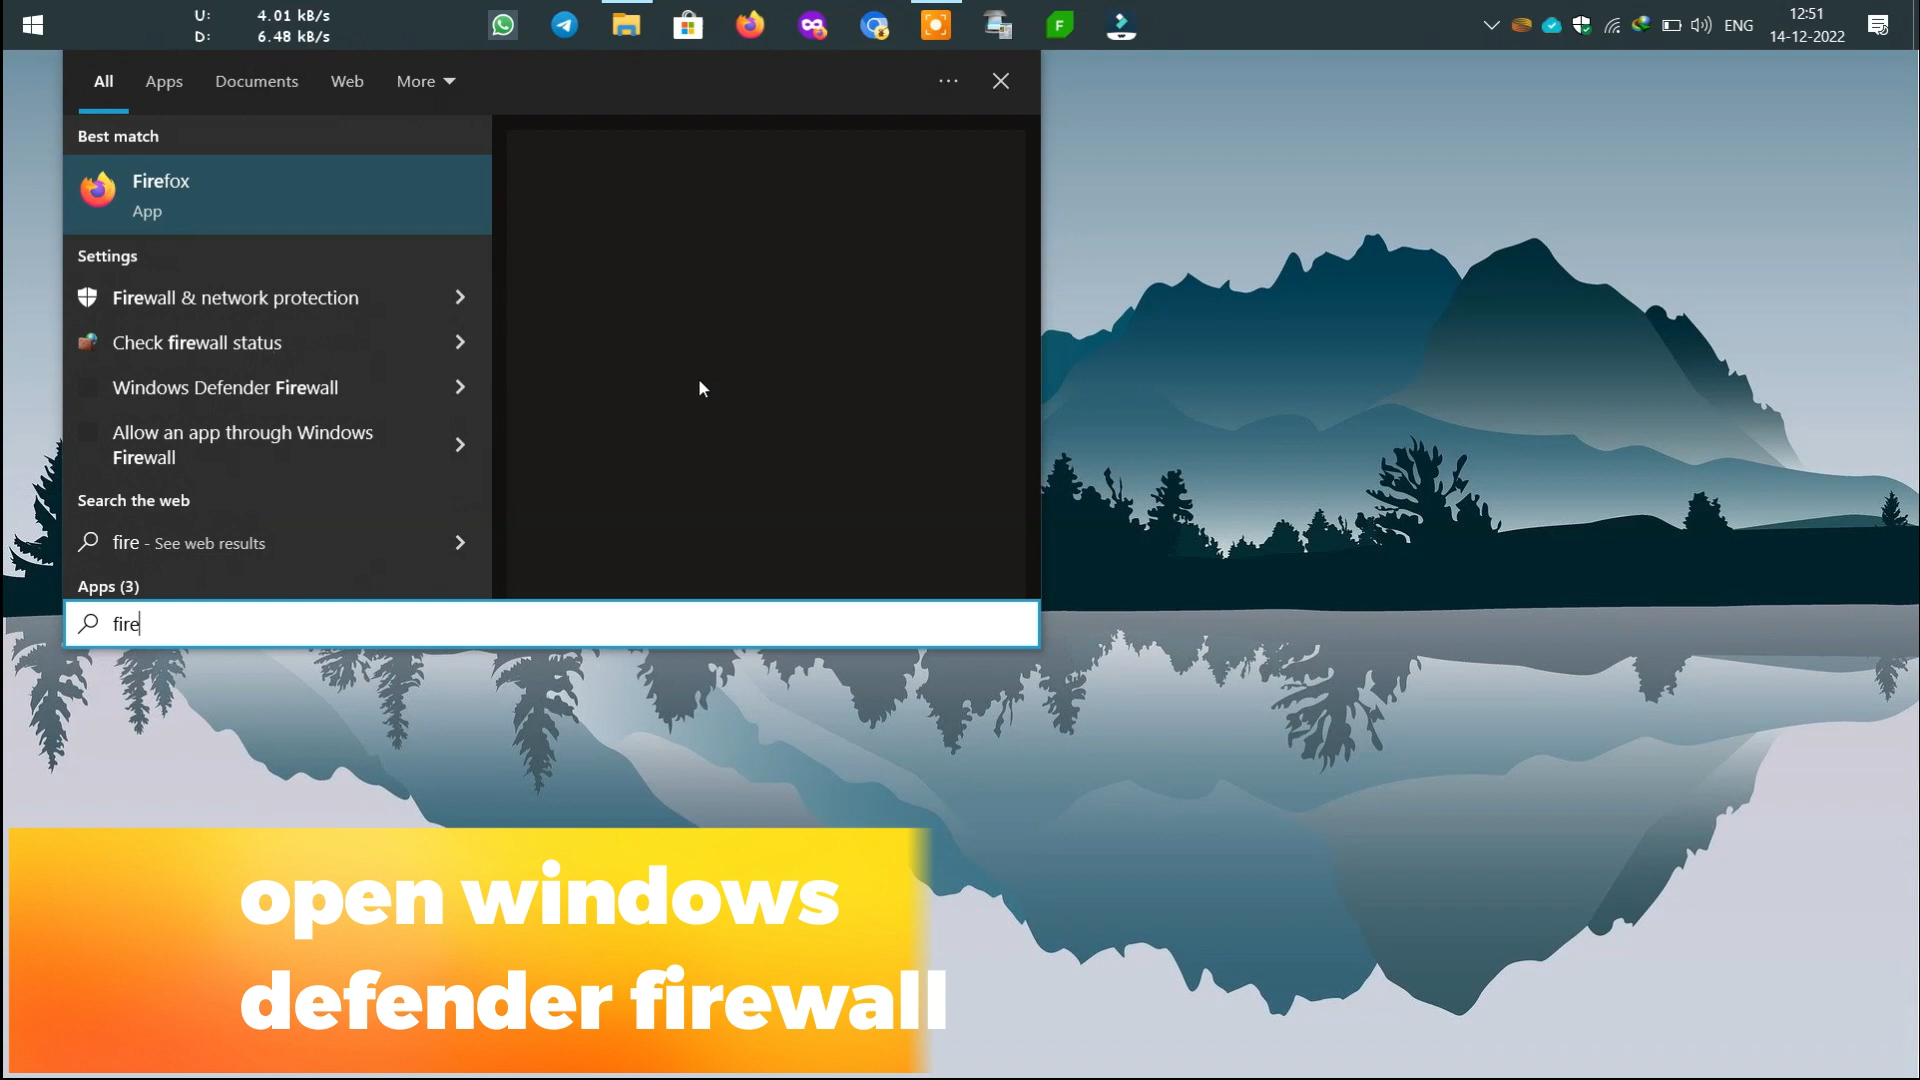 U: 4.01 kB/s
D: 6.48 kB/s
F
ENG
12:51
14-12-2022
All Apps Documents Web More
Best match
Firefox
App
Settings
Firewall & network protection
Check firewall status
Windows Defender Firewall
Allow an app through Windows
Firewall
Search the web
fire - See web results
Apps (3)
fire
open windows
defender firewall